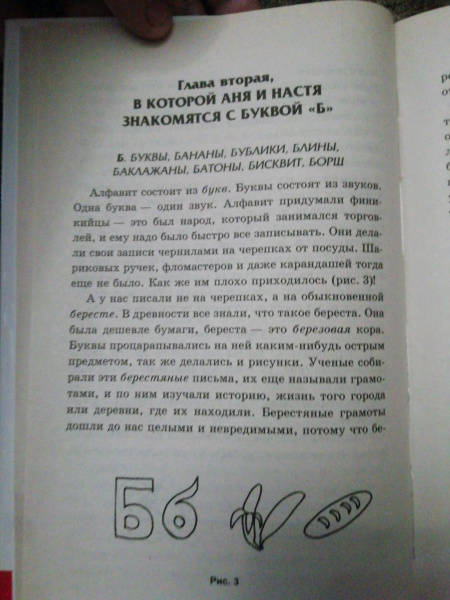 Глава вторая,
В КОТОРОЙ АНЯ И НАСТЯ
ЗНАКОМЯТСЯ С БУКВОЙ «Б»
Б. БУКВЫ, БАНАНЫ, БУБЛИКИ, БЛИНЫ,
БАКЛАЖАНЫ, БАТОНЫ, БИСКВИТ, БОРЩ
Алфавит состоит из букв. Буквы состоят из звуков.
Одна буква — один звук. Алфавит придумали фини-
кийцы — это был народ, который занимался торгов-
лей, и ему надо было быстро все записывать. Они дела-
ли свои записи чернилами на черепках от посуды. Ша-
риковых ручек, фломастеров и даже карандашей тогда
еще не было. Как же им плохо приходилось (рис. 3)!
А у нас писали не на черепках, а на обыкновенной
бересте. В древности все знали, что такое береста. Она
была дешевле бумаги, береста — это березовая кора.
Буквы процарапывались на ней каким-нибудь острым
предметом, так же делались и рисунки. Ученые соби-
рали эти берестяные письма, их еще называли грамо-
тами, и по ним изучали историю, жизнь того города
или деревни, где их находили. Берестяные грамоты
дошли до нас целыми и невредимыми, потому что бе-
Бб
Рис. 3